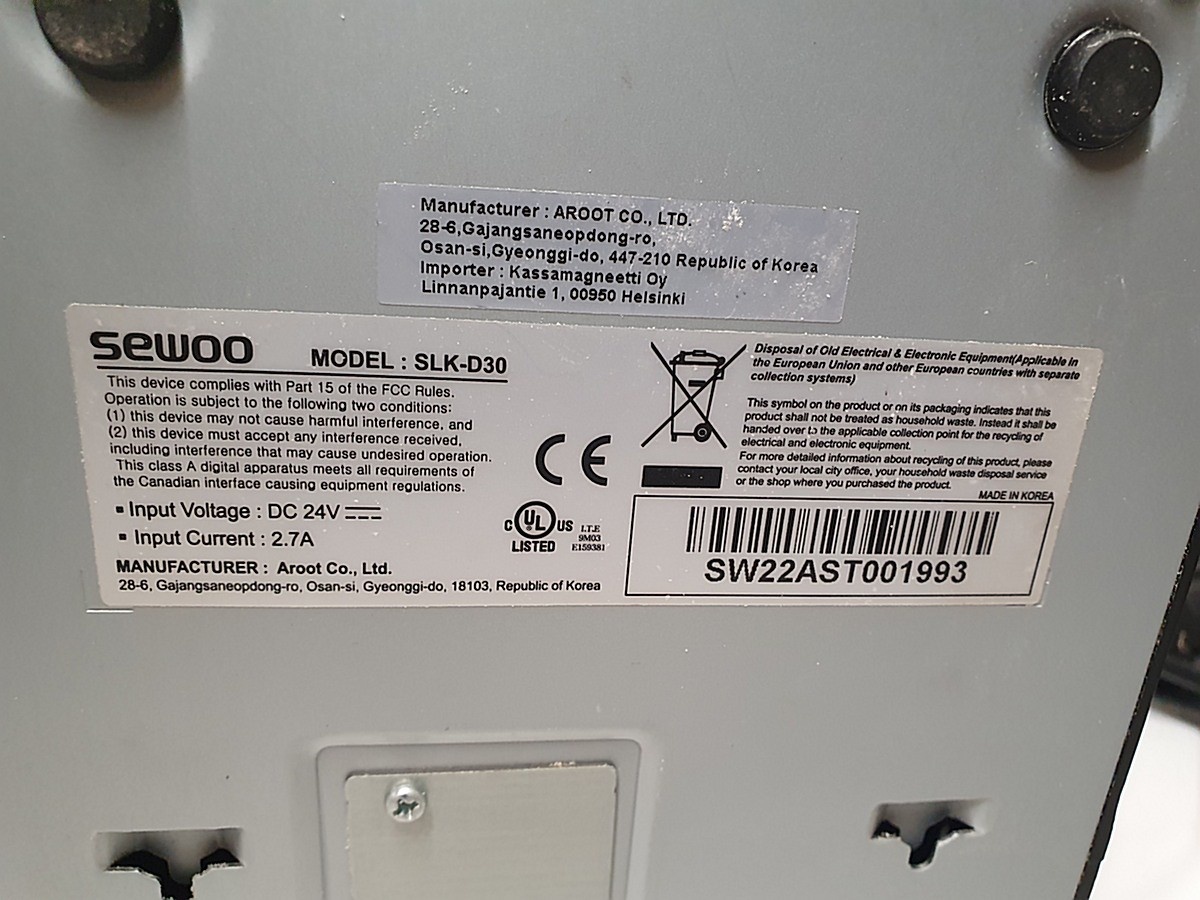 Manufacturer : AROOT CO., LTD.
28-6,Gajangsaneopdong-ro,
Osan-si,Gyeonggi-do, 447-210 Republic of Korea
Importer : Kassamagneetti Oy
Linnanpajantie 1, 00950 Helsinki
sewoo
MODEL : SLK-D30
This device complies with Part 15 of the FCC Rules.
Operation is subject to the following two conditions:
(1) this device may not cause harmful interference, and
(2) this device must accept any interference received,
including interference that may cause undesired operation.
This class A digital apparatus meets all requirements of
the Canadian interface causing equipment regulations.
▪ Input Voltage : DC 24V
▪ Input Current : 2.7A
MANUFACTURER : Aroot Co., Ltd.
28-6, Gajangsaneopdong-ro, Osan-si, Gyeonggi-do, 18103, Republic of Korea
CE
C UL US
LISTED
I.T.E
9M03
E159381
Disposal of Old Electrical & Electronic Equipment(Applicable in
the European Union and other European countries with separate
collection systems)
This symbol on the product or on its packaging indicates that this
product shall not be treated as household waste. Instead it shall be
handed over to the applicable collection point for the recycling of
electrical and electronic equipment.
For more detailed information about recycling of this product, please
contact your local city office, your household waste disposal service
or the shop where you purchased the product.
MADE IN KOREA
SW22AST001993